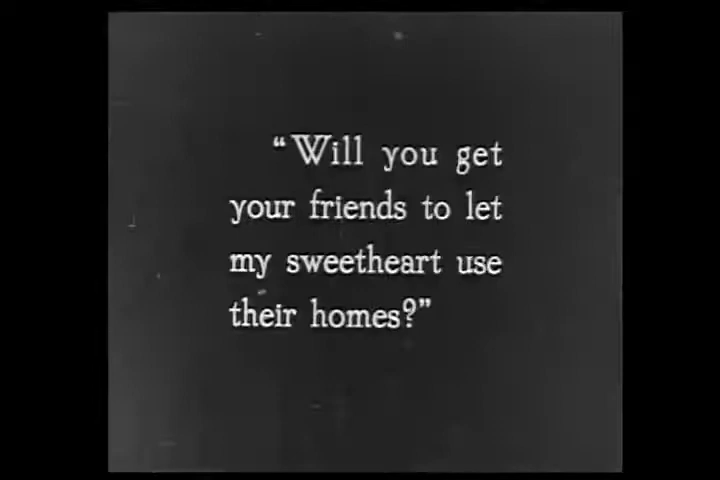 “Will you get
your friends to let
my sweetheart use
their homes?”